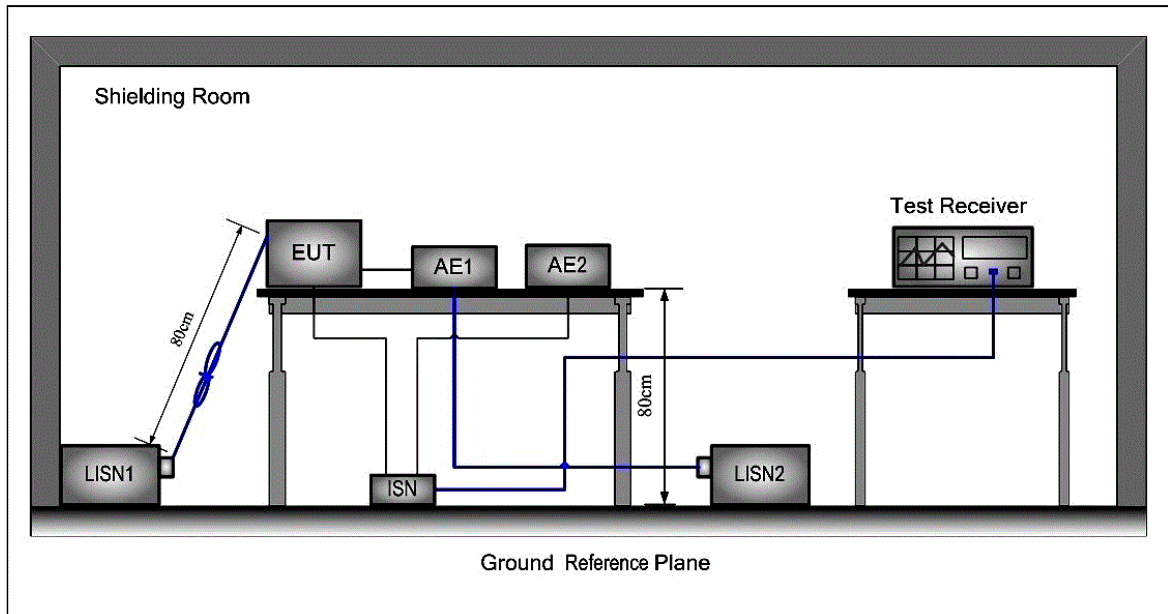 Shielding Room
Test Receiver
EUT
AE1
AE2
80cm
80cm
LISN1
ISN
LISN2
Ground Reference Plane